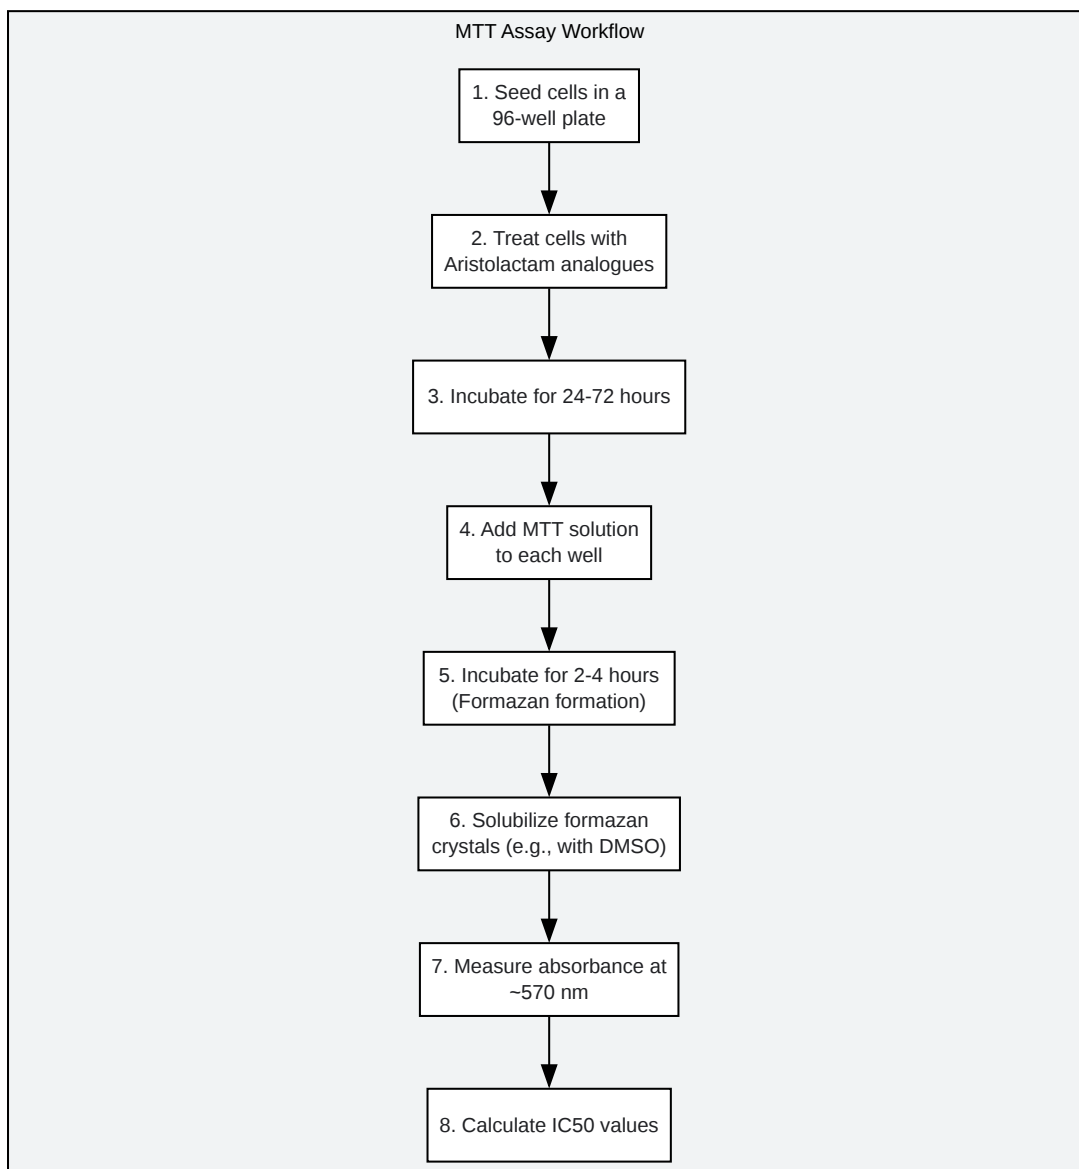 MTT Assay Workflow
1. Seed cells in a
96-well plate
2. Treat cells with
Aristolactam analogues
3. Incubate for 24-72 hours
4. Add MTT solution
to each well
5. Incubate for 2-4 hours
(Formazan formation)
6. Solubilize formazan
crystals (e.g., with DMSO)
7. Measure absorbance at
~570 nm
8. Calculate IC50 values